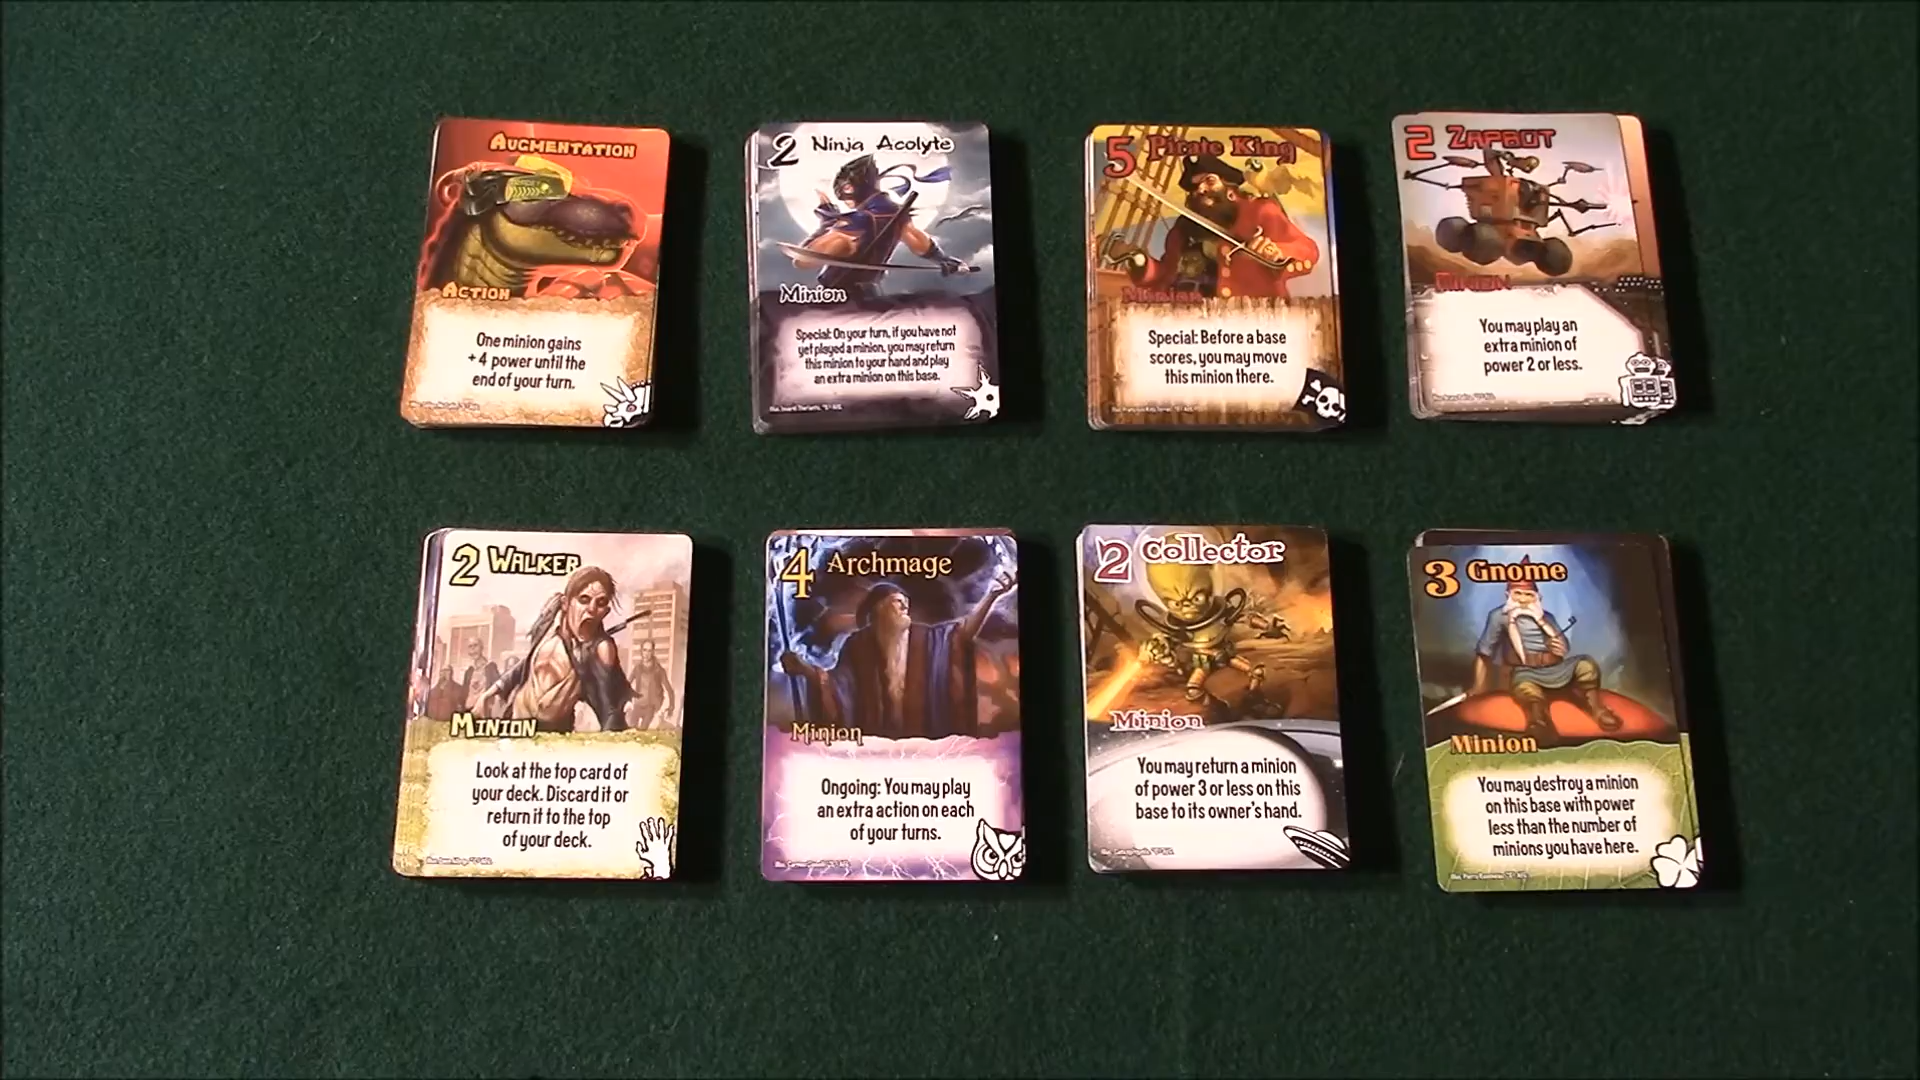 AUGMENTATION
ACTION
One minion gains
+4 power until the
end of your turn.
2 Ninja Acolyte
Minion
Special: On your turn, if you have not
yet played a minion, you may return
this minion to your hand and play
an extra minion on this base.
5 Pirate King
Minion
Special: Before a base
scores, you may move
this minion there.
2 ZAPBOT
MINION
You may play an
extra minion of
power 2 or less.
2 WALKER
MINION
Look at the top card of
your deck. Discard it or
return it to the top
of your deck.
4 Archmage
Minion
Ongoing: You may play
an extra action on each
of your turns.
2 Collector
Minion
You may return a minion
of power 3 or less on this
base to its owner's hand.
3 Gnome
Minion
You may destroy a minion
on this base with power
less than the number of
minions you have here.